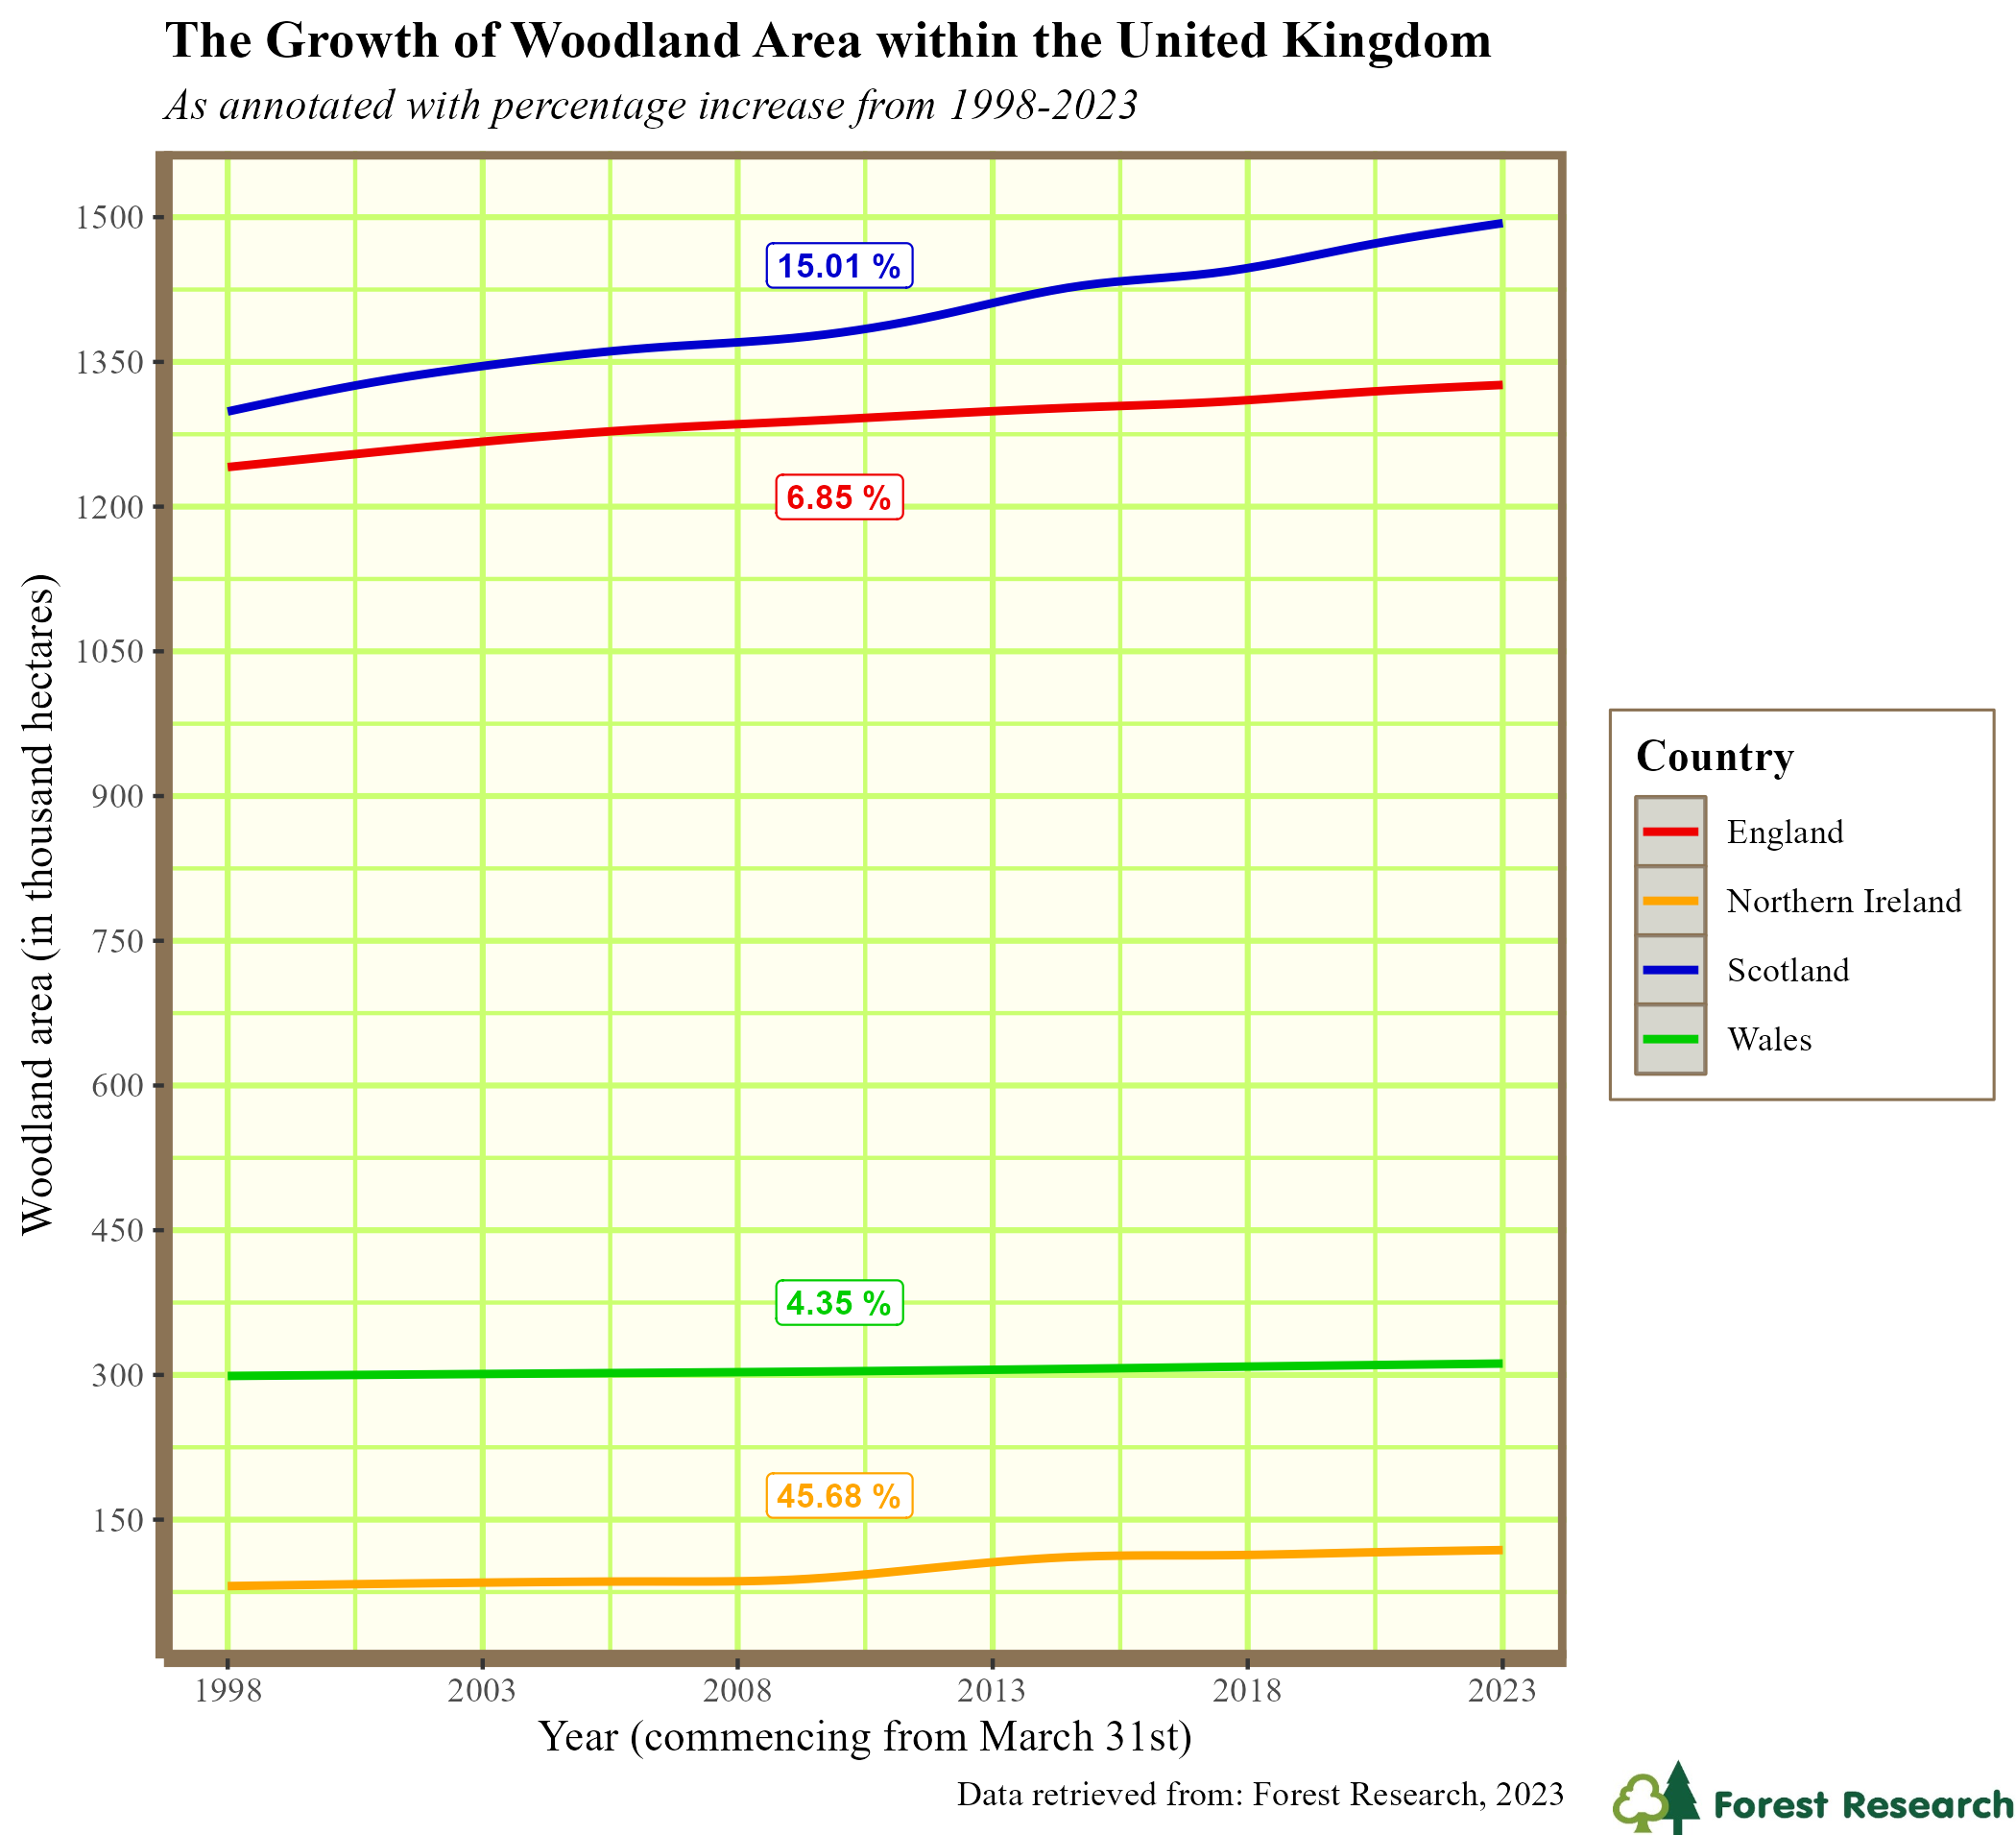 The Growth of Woodland Area within the United Kingdom
As annotated with percentage increase from 1998-2023
Woodland area (in thousand hectares)
1500
1350
1200
1050
900
750
600
450
300
150
15.01 %
6.85 %
4.35 %
45.68 %
1998 2003 2008 2013 2018 2023
Year (commencing from March 31st)
Country
England
Northern Ireland
Scotland
Wales
Data retrieved from: Forest Research, 2023
Forest Research